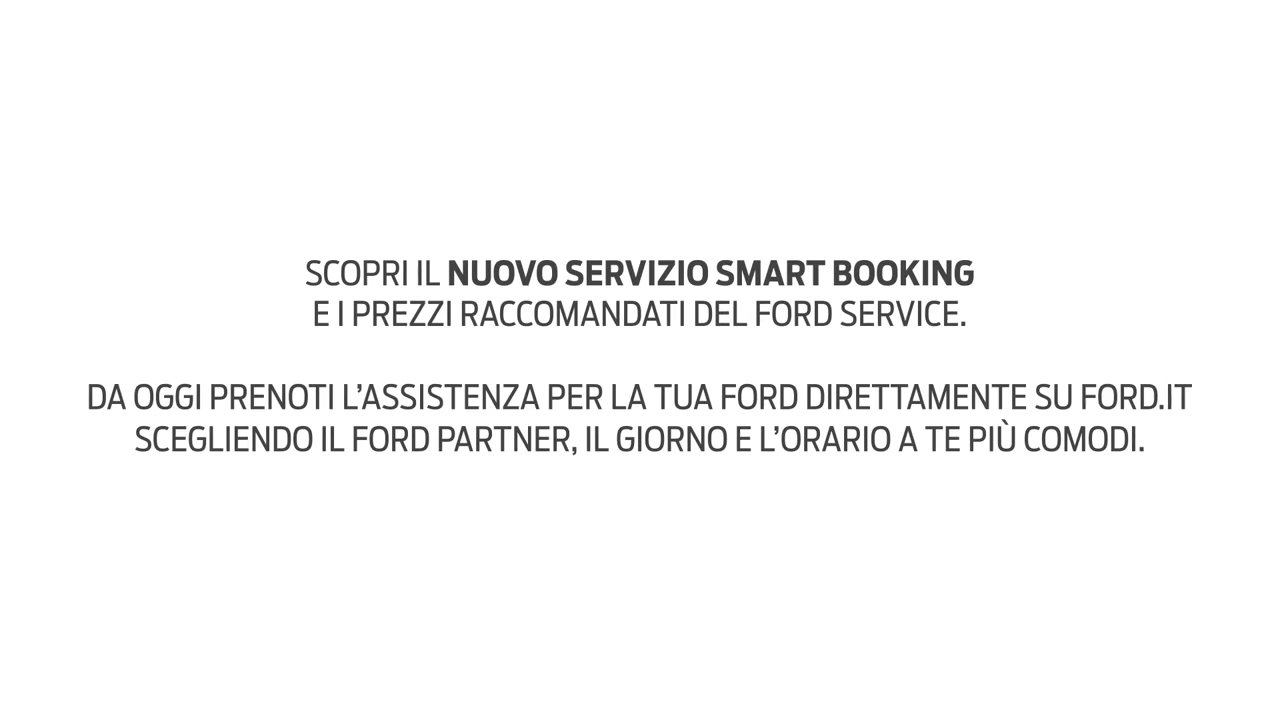 SCOPRI IL NUOVO SERVIZIO SMART BOOKING
E I PREZZI RACCOMANDATI DEL FORD SERVICE.
DA OGGI PRENOTI L’ASSISTENZA PER LA TUA FORD DIRETTAMENTE SU FORD.IT
SCEGLIENDO IL FORD PARTNER, IL GIORNO E L’ORARIO A TE PIÙ COMODI.